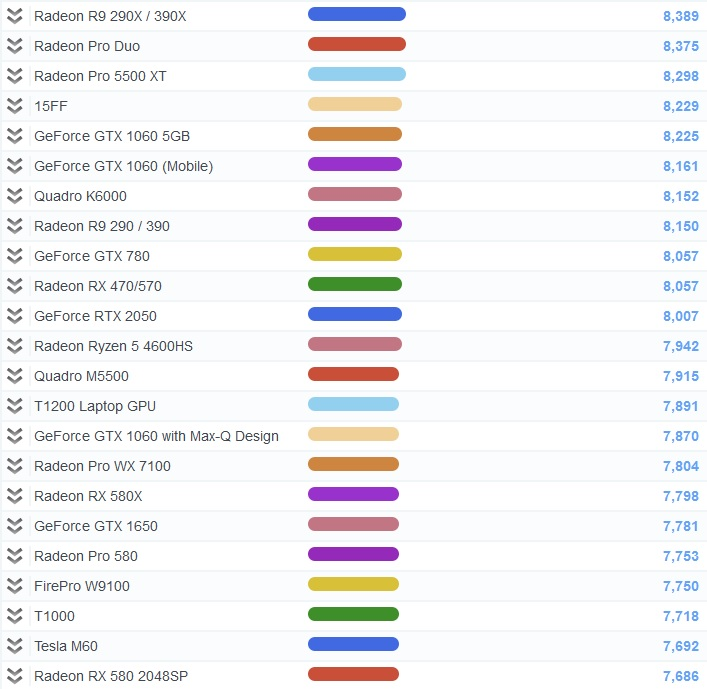 Radeon R9 290X / 390X 8,389
Radeon Pro Duo 8,375
Radeon Pro 5500 XT 8,298
15FF 8,229
GeForce GTX 1060 5GB 8,225
GeForce GTX 1060 (Mobile) 8,161
Quadro K6000 8,152
Radeon R9 290 / 390 8,150
GeForce GTX 780 8,057
Radeon RX 470/570 8,057
GeForce RTX 2050 8,007
Radeon Ryzen 5 4600HS 7,942
Quadro M5500 7,915
T1200 Laptop GPU 7,891
GeForce GTX 1060 with Max-Q Design 7,870
Radeon Pro WX 7100 7,804
Radeon RX 580X 7,798
GeForce GTX 1650 7,781
Radeon Pro 580 7,753
FirePro W9100 7,750
T1000 7,718
Tesla M60 7,692
Radeon RX 580 2048SP 7,686